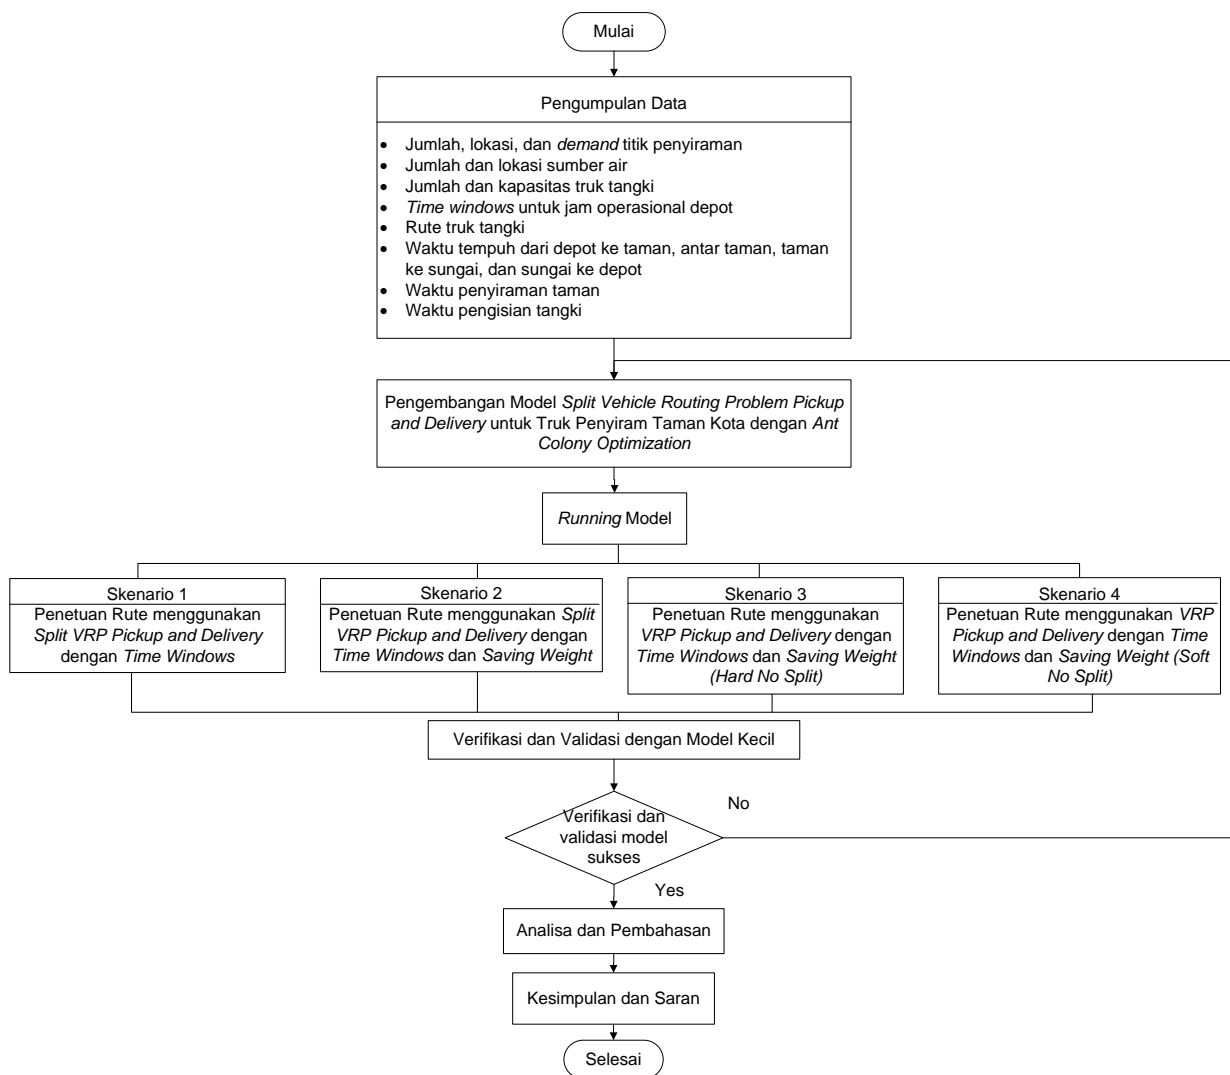 Mulai
Pengumpulan Data
• Jumlah, lokasi, dan demand titik penyiraman
• Jumlah dan lokasi sumber air
• Jumlah dan kapasitas truk tangki
• Time windows untuk jam operasional depot
• Rute truk tangki
• Waktu tempuh dari depot ke taman, antar taman, taman
ke sungai, dan sungai ke depot
• Waktu penyiraman taman
• Waktu pengisian tangki
Pengembangan Model Split Vehicle Routing Problem Pickup
and Delivery untuk Truk Penyiram Taman Kota dengan Ant
Colony Optimization
Running Model
Skenario 1
Penetuan Rute menggunakan
Split VRP Pickup and Delivery
dengan Time Windows
Skenario 2
Penetuan Rute menggunakan Split
VRP Pickup and Delivery dengan
Time Windows dan Saving Weight
Skenario 3
Penetuan Rute menggunakan
VRP Pickup and Delivery dengan
Time Windows dan Saving Weight
(Hard No Split)
Skenario 4
Penetuan Rute menggunakan VRP
Pickup and Delivery dengan Time
Windows dan Saving Weight (Soft
No Split)
Verifikasi dan Validasi dengan Model Kecil
Verifikasi dan
validasi model
sukses
No
Yes
Analisa dan Pembahasan
Kesimpulan dan Saran
Selesai